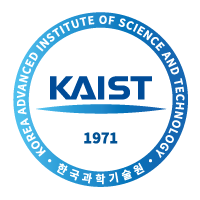 KOREA ADVANCED INSTITUTE OF SCIENCE AND TECHNOLOGY
KAIST
1971
· 한국과학기술원 ·